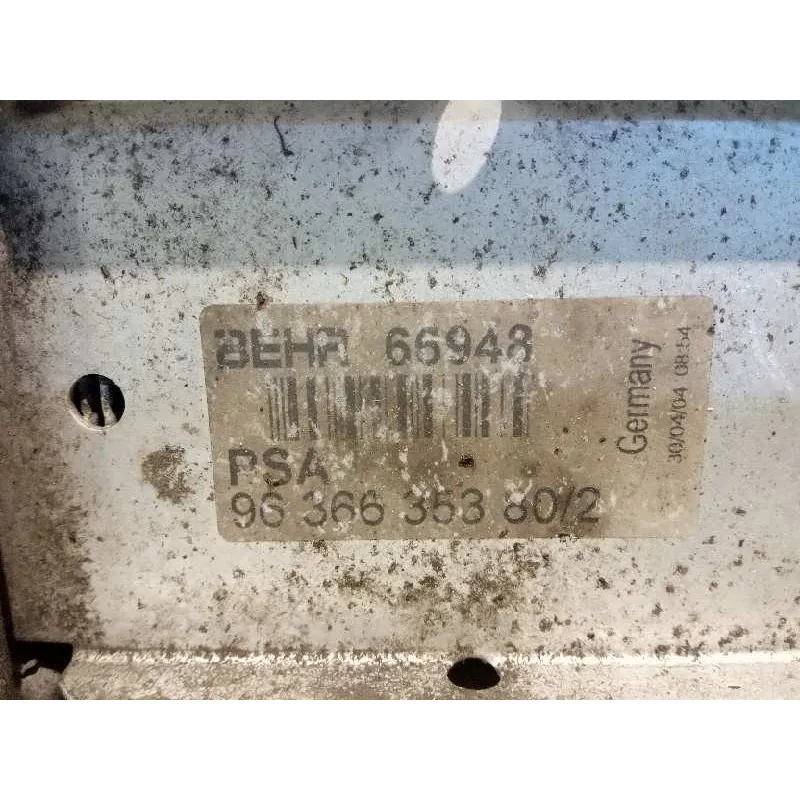 BEHR 66948
PSA
96 366 353 80/2
Germany
30/04/04 08:54